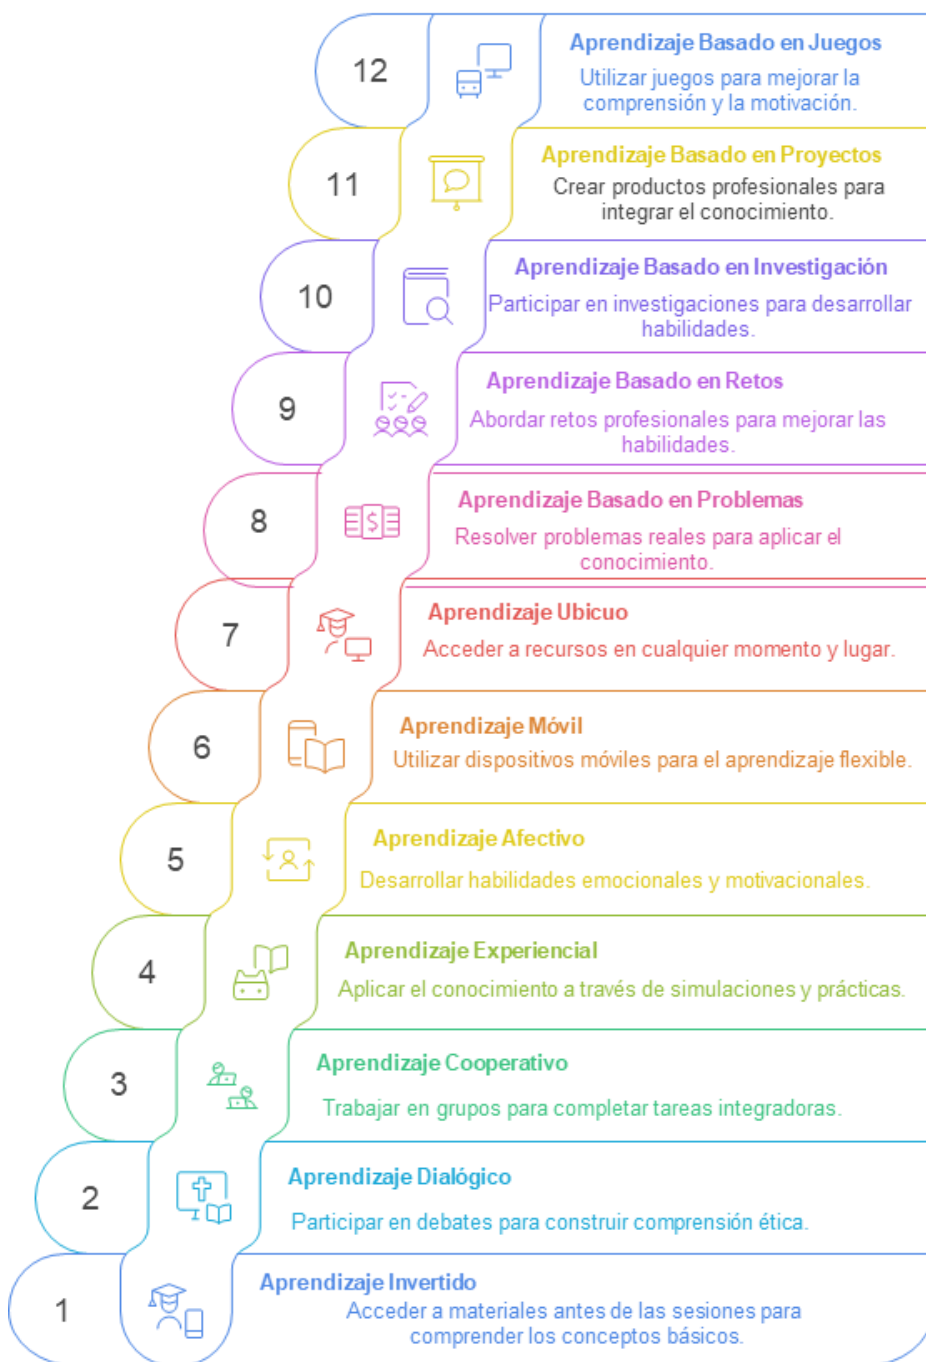 12
Aprendizaje Basado en Juegos
Utilizar juegos para mejorar la
comprensión y la motivación.
11
Aprendizaje Basado en Proyectos
Crear productos profesionales para
integrar el conocimiento.
10
Aprendizaje Basado en Investigación
Participar en investigaciones para desarrollar
habilidades.
9
Aprendizaje Basado en Retos
Abordar retos profesionales para mejorar las
habilidades.
8
$
Aprendizaje Basado en Problemas
Resolver problemas reales para aplicar el
conocimiento.
7
Aprendizaje Ubicuo
Acceder a recursos en cualquier momento y lugar.
6
Aprendizaje Móvil
Utilizar dispositivos móviles para el aprendizaje flexible.
5
Aprendizaje Afectivo
Desarrollar habilidades emocionales y motivacionales.
4
Aprendizaje Experiencial
Aplicar el conocimiento a través de simulaciones y prácticas.
3
Aprendizaje Cooperativo
Trabajar en grupos para completar tareas integradoras.
2
Aprendizaje Dialógico
Participar en debates para construir comprensión ética.
1
Aprendizaje Invertido
Acceder a materiales antes de las sesiones para
comprender los conceptos básicos.